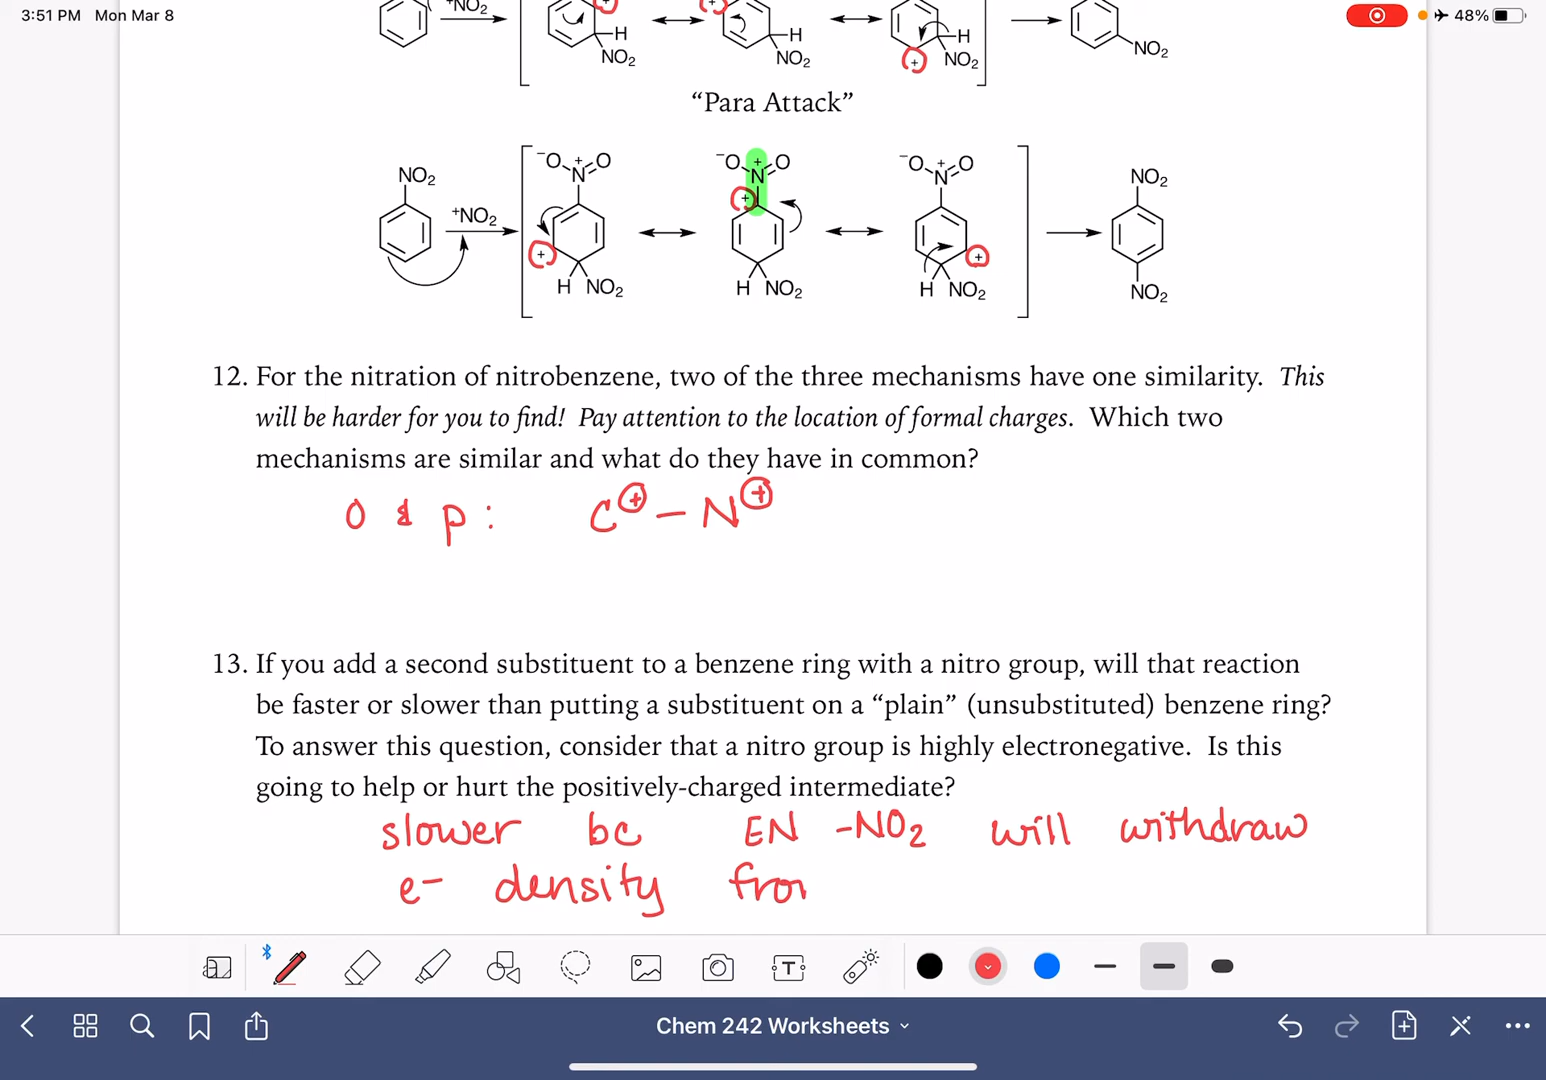 3:51 PM Mon Mar 8
48%
+NO2
H
NO2
H
NO2
H
NO2
NO2
“Para Attack”
NO2
+NO2
−O + O
N
+
H NO2
−O + O
N
+
H NO2
−O + O
N
+
H NO2
NO2
NO2
12. For the nitration of nitrobenzene, two of the three mechanisms have one similarity. This
will be harder for you to find! Pay attention to the location of formal charges. Which two
mechanisms are similar and what do they have in common?
O & p: C⊕ – N⊕
13. If you add a second substituent to a benzene ring with a nitro group, will that reaction
be faster or slower than putting a substituent on a “plain” (unsubstituted) benzene ring?
To answer this question, consider that a nitro group is highly electronegative. Is this
going to help or hurt the positively-charged intermediate?
slower bc EN -NO2 will withdraw
e- density from
Chem 242 Worksheets